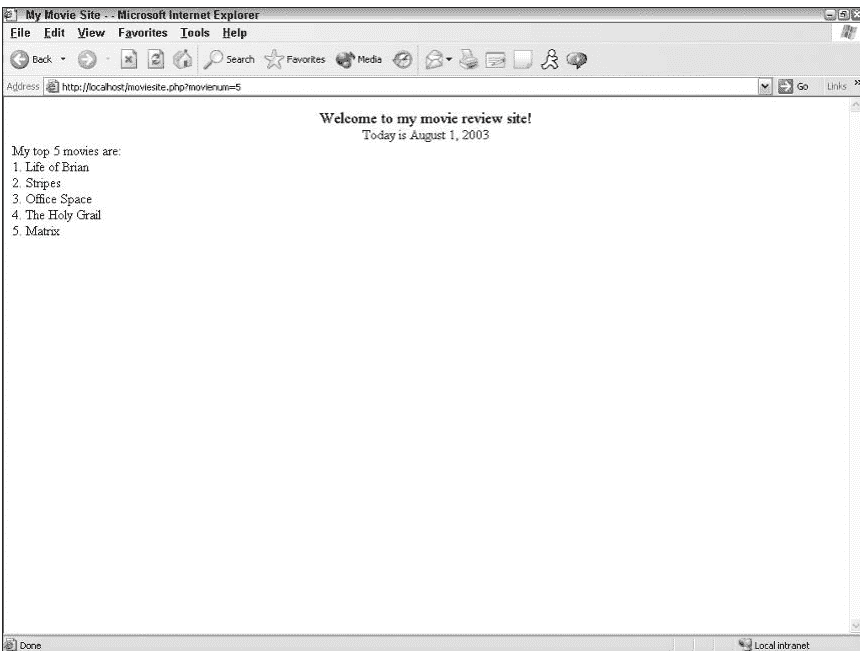 My Movie Site - - Microsoft Internet Explorer
File Edit View Favorites Tools Help
Back Search Favorites Media
Address http://localhost/moviesite.php?movienum=5 Go Links »
Welcome to my movie review site!
Today is August 1, 2003
My top 5 movies are:
1. Life of Brian
2. Stripes
3. Office Space
4. The Holy Grail
5. Matrix
Done Local intranet